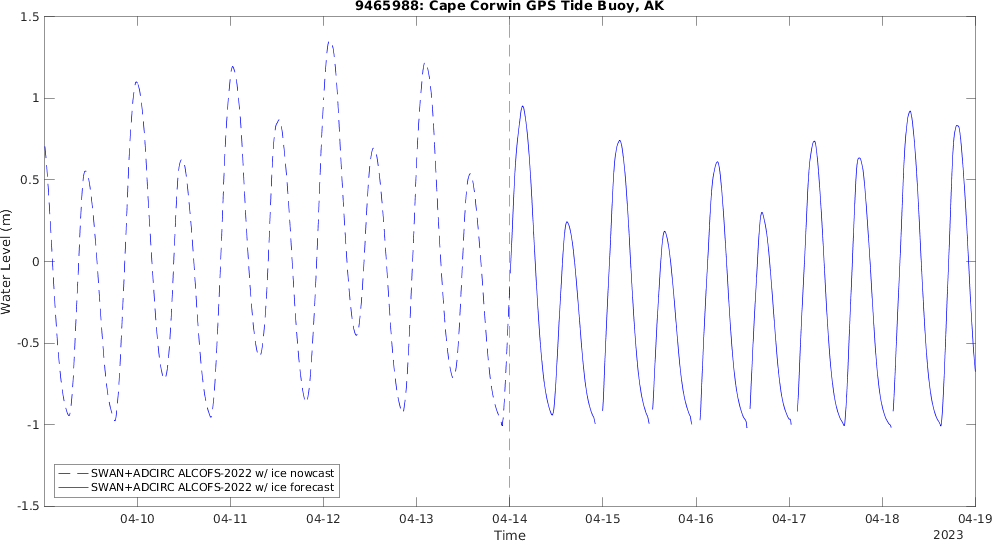 9465988: Cape Corwin GPS Tide Buoy, AK
1.5
1
0.5
0
-0.5
-1
-1.5
Water Level (m)
SWAN+ADCIRC ALCOFS-2022 w/ ice nowcast
SWAN+ADCIRC ALCOFS-2022 w/ ice forecast
04-10 04-11 04-12 04-13 04-14 04-15 04-16 04-17 04-18 04-19
Time
2023